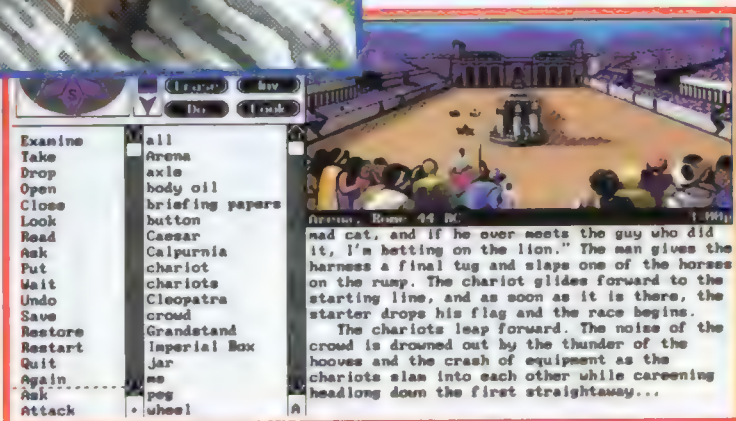 S
Inv
Do
Look
Examine
Take
Drop
Open
Close
Look
Read
Ask
Put
Wait
Undo
Save
Restore
Restart
Quit
Again
Ask
Attack
all
Arena
axle
body oil
briefing papers
button
Caesar
Calpurnia
chariot
chariots
Cleopatra
crowd
Grandstand
Imperial Box
jar
me
peg
wheel
A
Arena, Rome 44 BC
mad cat, and if he ever meets the guy who did
it, I'm betting on the lion." The man gives the
harness a final tug and slaps one of the horses
on the rump. The chariot glides forward to the
starting line, and as soon as it is there, the
starter drops his flag and the race begins.
The chariots leap forward. The noise of the
crowd is drowned out by the thunder of the
hooves and the crash of equipment as the
chariots slam into each other while careening
headlong down the first straightaway...